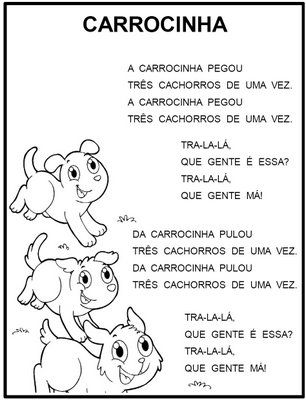 CARROCINHA
A CARROCINHA PEGOU
TRÊS CACHORROS DE UMA VEZ.
A CARROCINHA PEGOU
TRÊS CACHORROS DE UMA VEZ.
TRA-LA-LÁ,
QUE GENTE É ESSA?
TRA-LA-LÁ,
QUE GENTE MÁ!
DA CARROCINHA PULOU
TRÊS CACHORROS DE UMA VEZ.
DA CARROCINHA PULOU
TRÊS CACHORROS DE UMA VEZ.
TRA-LA-LÁ,
QUE GENTE É ESSA?
TRA-LA-LÁ,
QUE GENTE MÁ!